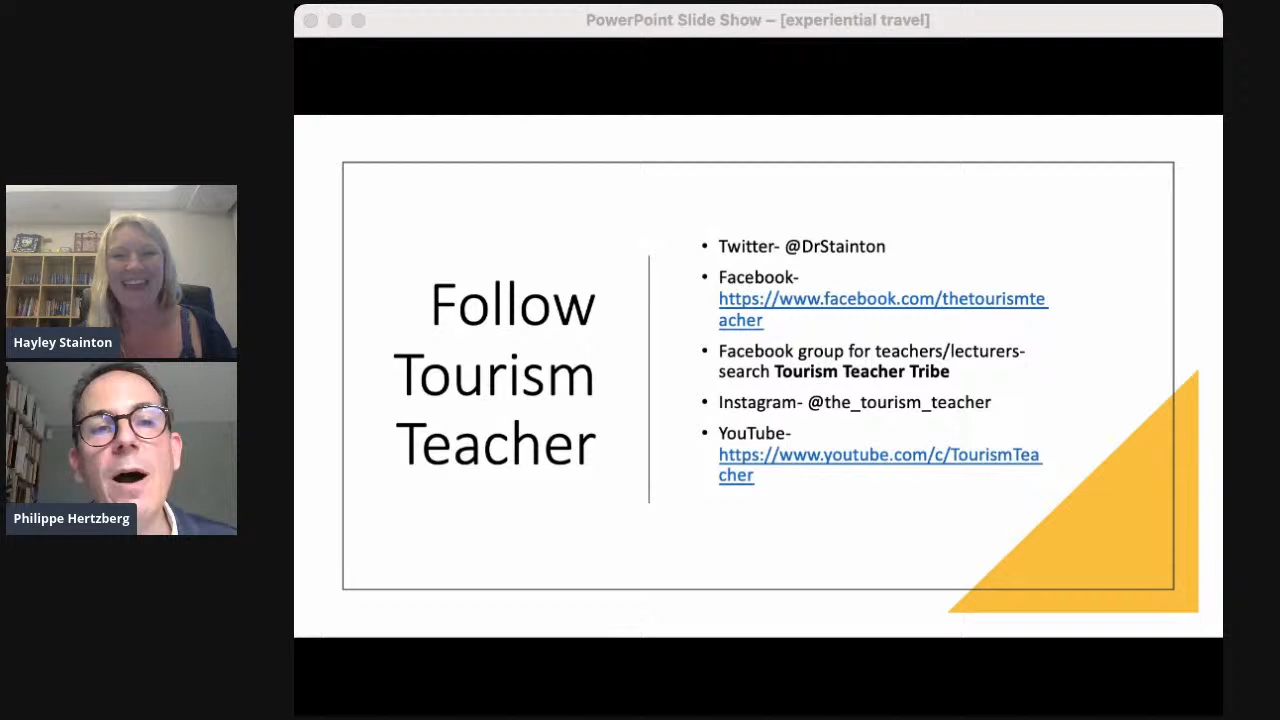 PowerPoint Slide Show – [experiential travel]
Hayley Stainton
Philippe Hertzberg
Follow
Tourism
Teacher
• Twitter- @DrStainton
• Facebook-
https://www.facebook.com/thetourismte
acher
• Facebook group for teachers/lecturers-
search Tourism Teacher Tribe
• Instagram- @the_tourism_teacher
• YouTube-
https://www.youtube.com/c/TourismTea
cher